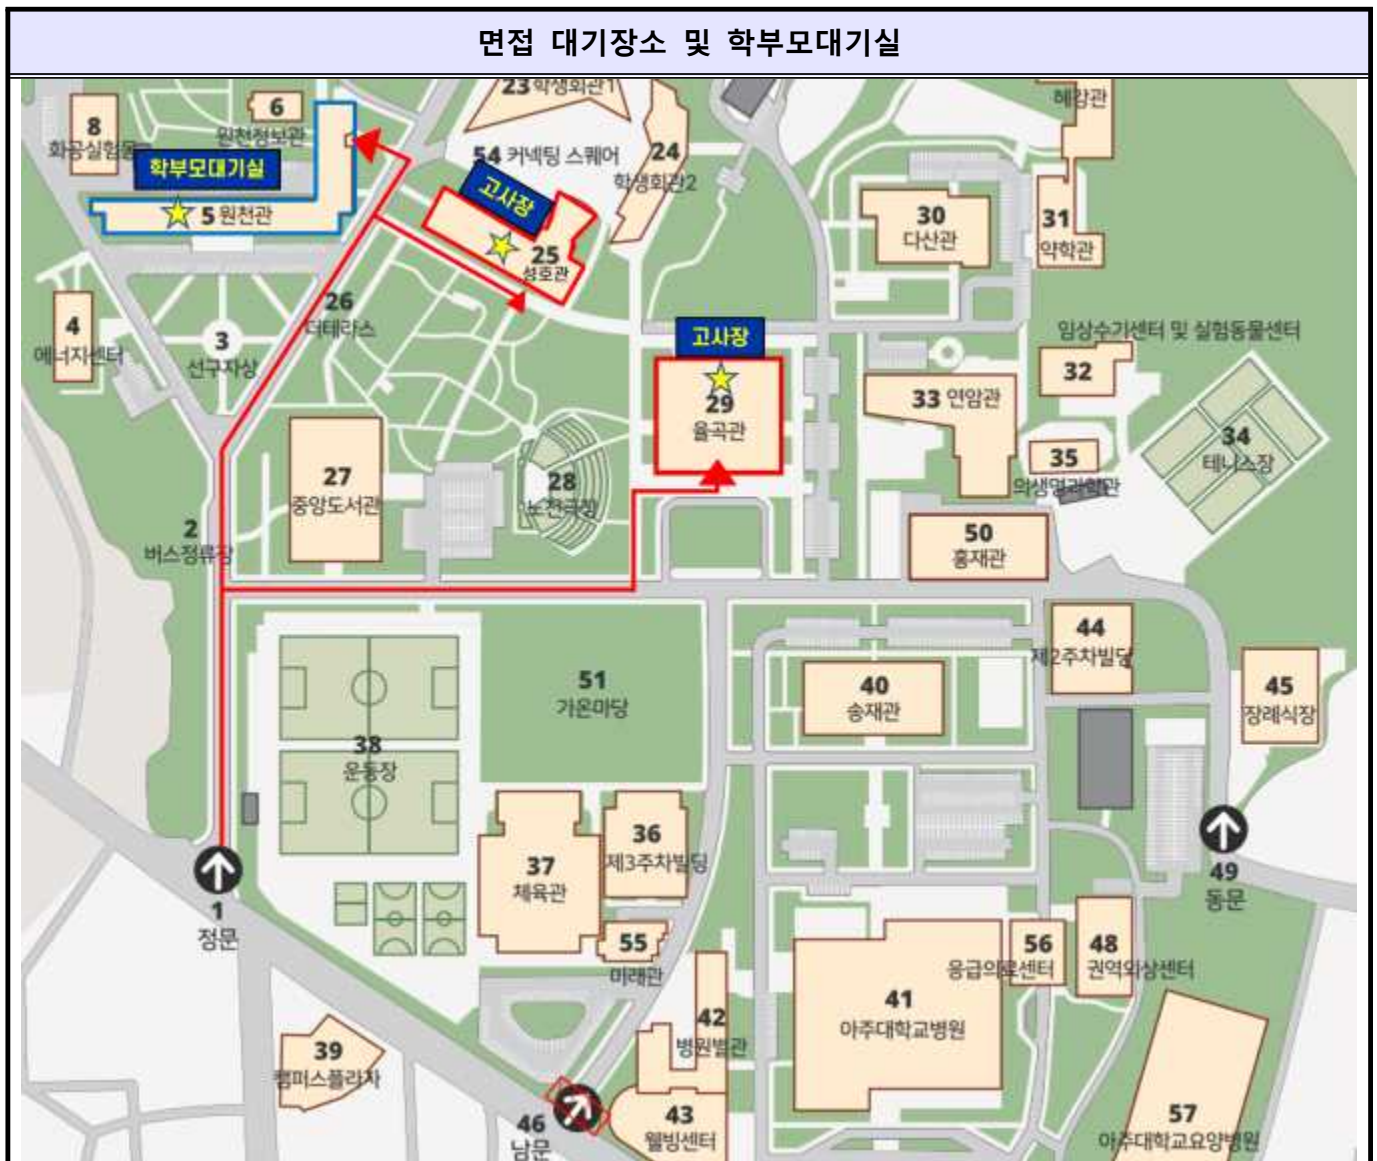 면접 대기장소 및 학부모대기실
23 학생회관1
혜강관
6
원천정보관
8
화공실험동
54 커넥팅 스퀘어
24
학생회관2
학부모대기실
고사장
5 원천관
30
다산관
31
약학관
25
성호관
26
더테라스
4
에너지센터
3
선구자상
고사장
임상수기센터 및 실험동물센터
32
29
율곡관
33 연암관
34
테니스장
27
중앙도서관
28
노천극장
35
의생명과학관
2
버스정류장
50
홍재관
44
제2주차빌딩
51
가온마당
40
송재관
45
장례식장
38
운동장
36
제3주차빌딩
37
체육관
49
동문
1
정문
55
미래관
56
응급의료센터
48
권역외상센터
41
아주대학교병원
42
병원별관
39
캠퍼스플라자
46
남문
43
웰빙센터
57
아주대학교요양병원